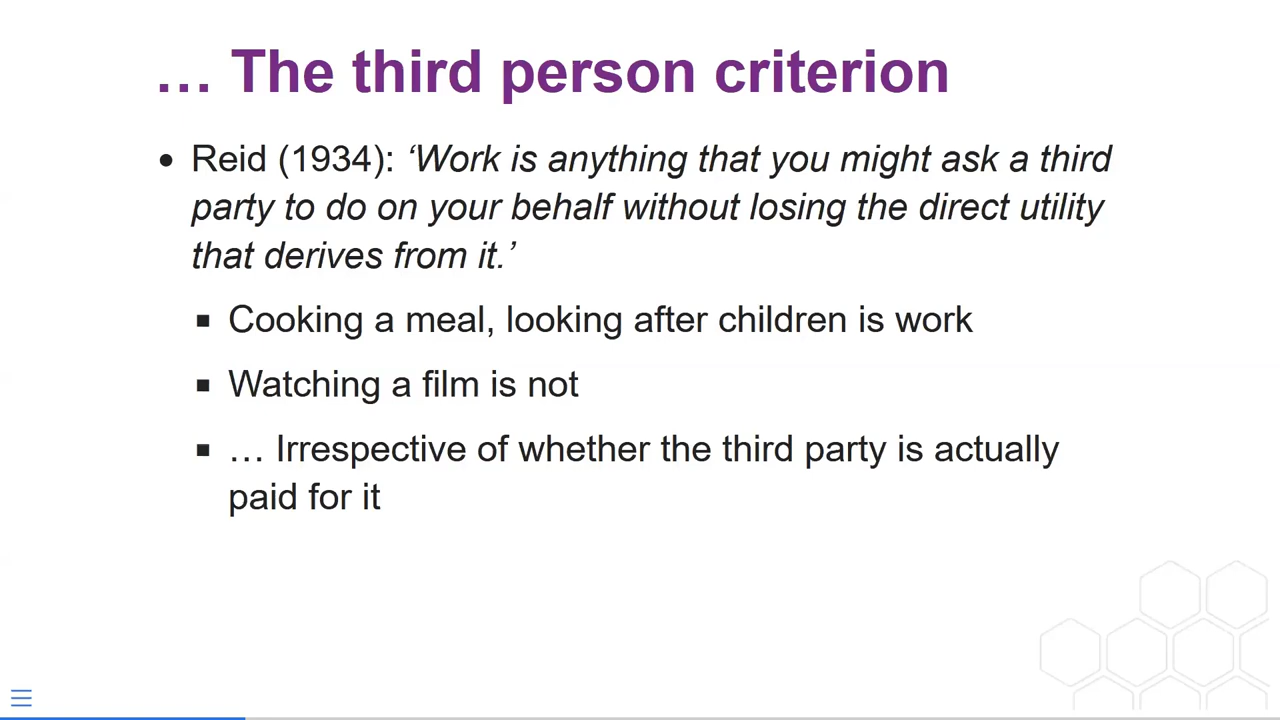 … The third person criterion
• Reid (1934): ‘Work is anything that you might ask a third
party to do on your behalf without losing the direct utility
that derives from it.’
▪ Cooking a meal, looking after children is work
▪ Watching a film is not
▪ … Irrespective of whether the third party is actually
paid for it